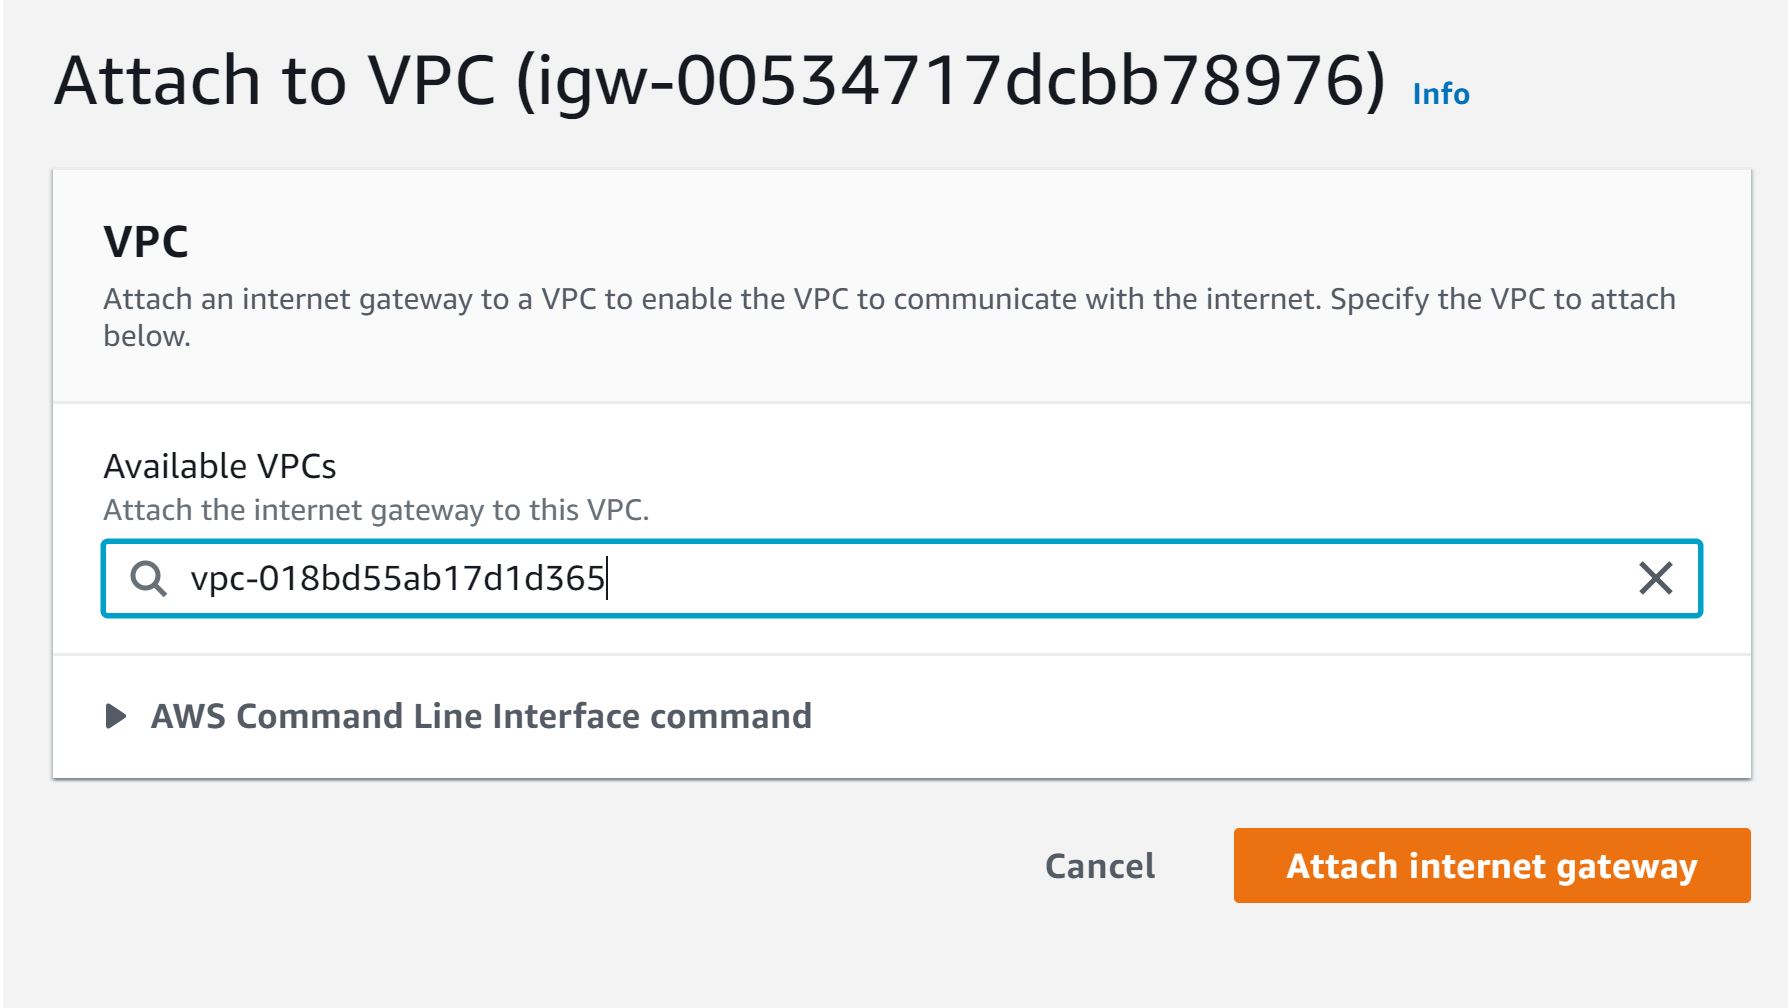 Attach to VPC (igw-00534717dcbb78976) Info
VPC
Attach an internet gateway to a VPC to enable the VPC to communicate with the internet. Specify the VPC to attach
below.
Available VPCs
Attach the internet gateway to this VPC.
vpc-018bd55ab17d1d365
AWS Command Line Interface command
Cancel Attach internet gateway